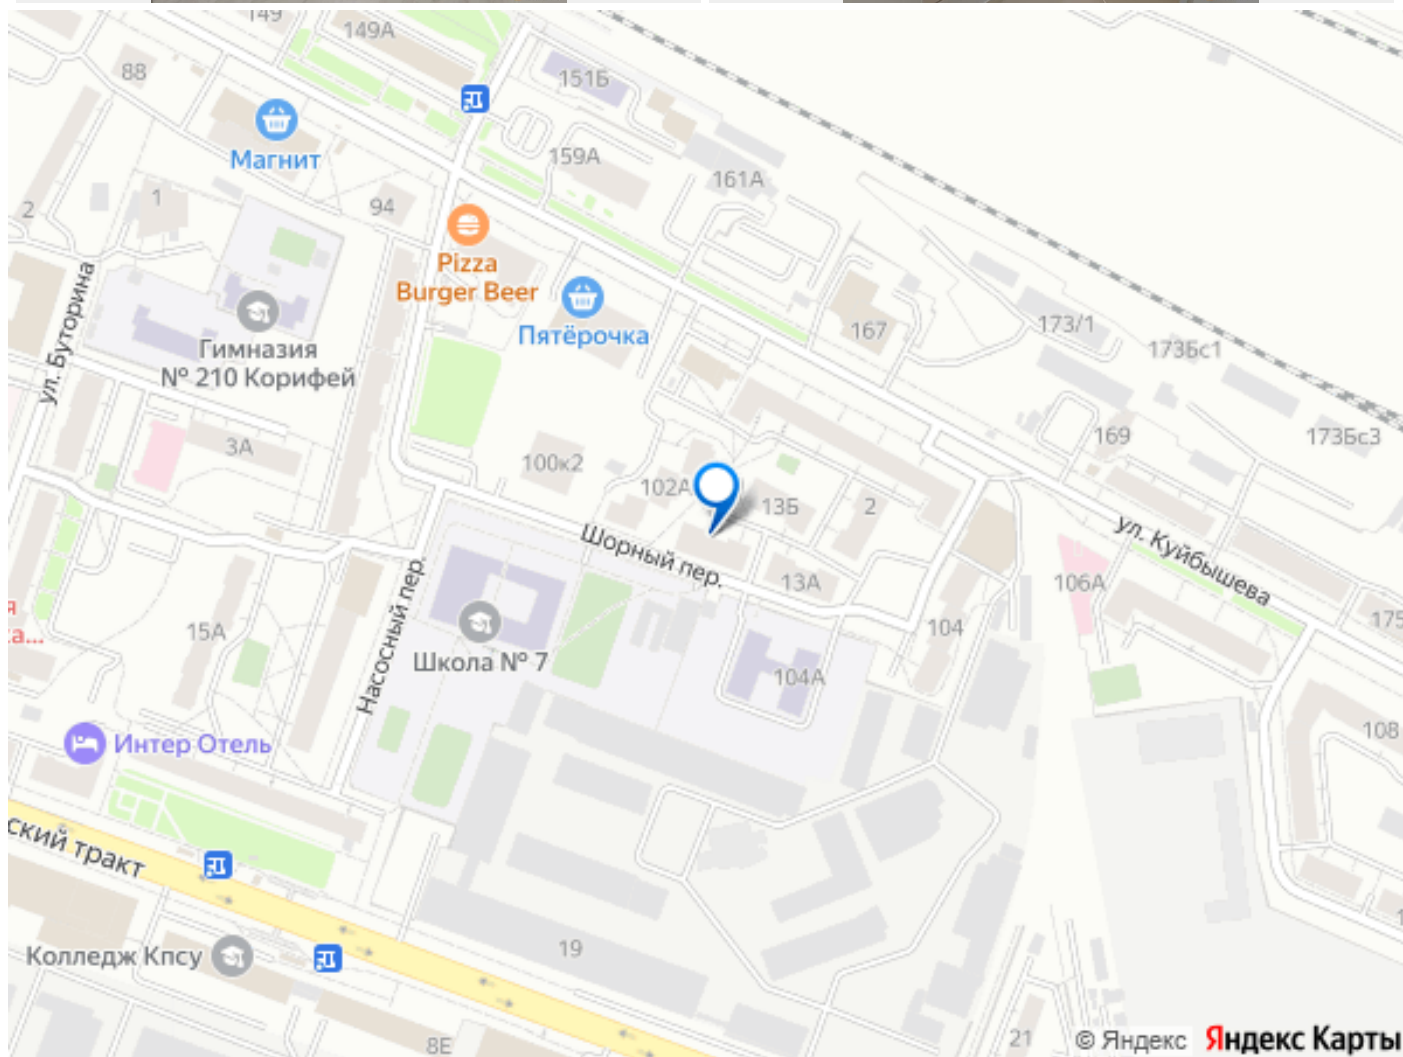 149
149А
88
151Б
Магнит
159А
161А
2
1
94
Pizza
Burger Beer
Пятёрочка
ул. Буторина
Гимназия
№ 210 Корифей
167
173/1
173Бс1
3А
169
173Бс3
100к2
102А
13Б
2
ул. Куйбышева
Шорный пер.
13А
106А
я
ка...
15А
Насосный пер.
Школа № 7
104
175
104А
108
Интер Отель
ский тракт
Колледж Кпсу
19
8Е
21
© Яндекс Яндекс Карты